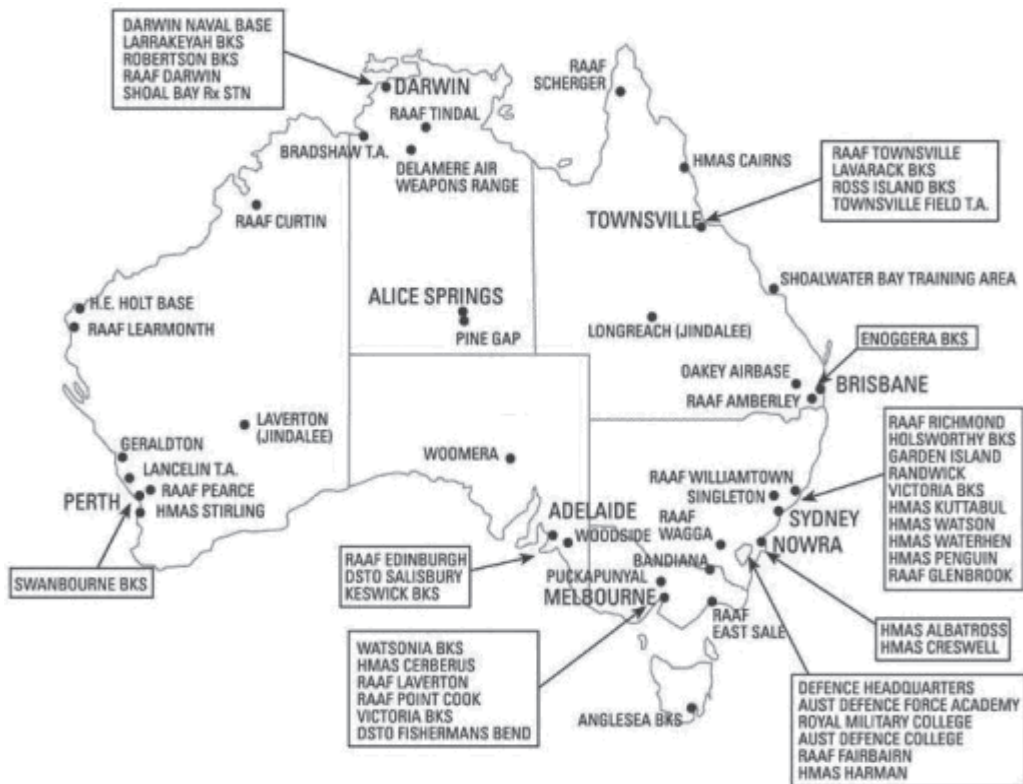 DARWIN NAVAL BASE
LARRAKEYAH BKS
ROBERTSON BKS
RAAF DARWIN
SHOAL BAY Rx STN
DARWIN
RAAF TINDAL
BRADSHAW T.A.
DELAMERE AIR
WEAPONS RANGE
RAAF
SCHERGER
HMAS CAIRNS
RAAF TOWNSVILLE
LAVARACK BKS
ROSS ISLAND BKS
TOWNSVILLE FIELD T.A.
TOWNSVILLE
RAAF CURTIN
SHOALWATER BAY TRAINING AREA
H.E. HOLT BASE
RAAF LEARMONTH
ALICE SPRINGS
PINE GAP
LONGREACH (JINDALEE)
ENOGGERA BKS
OAKEY AIRBASE
BRISBANE
RAAF AMBERLEY
LAVERTON
(JINDALEE)
GERALDTON
LANCELIN T.A.
PERTH
RAAF PEARCE
HMAS STIRLING
SWANBOURNE BKS
WOOMERA
ADELAIDE
WOODSIDE
RAAF EDINBURGH
DSTO SALISBURY
KESWICK BKS
RAAF WILLIAMTOWN
SINGLETON
SYDNEY
RAAF
WAGGA
NOWRA
BANDIANA
PUCKAPUNYAL
MELBOURNE
RAAF
EAST SALE
RAAF RICHMOND
HOLSWORTHY BKS
GARDEN ISLAND
RANDWICK
VICTORIA BKS
HMAS KUTTABUL
HMAS WATSON
HMAS WATERHEN
HMAS PENGUIN
RAAF GLENBROOK
HMAS ALBATROSS
HMAS CRESWELL
WATSONIA BKS
HMAS CERBERUS
RAAF LAVERTON
RAAF POINT COOK
VICTORIA BKS
DSTO FISHERMANS BEND
ANGLESEA BKS
DEFENCE HEADQUARTERS
AUST DEFENCE FORCE ACADEMY
ROYAL MILITARY COLLEGE
AUST DEFENCE COLLEGE
RAAF FAIRBAIRN
HMAS HARMAN